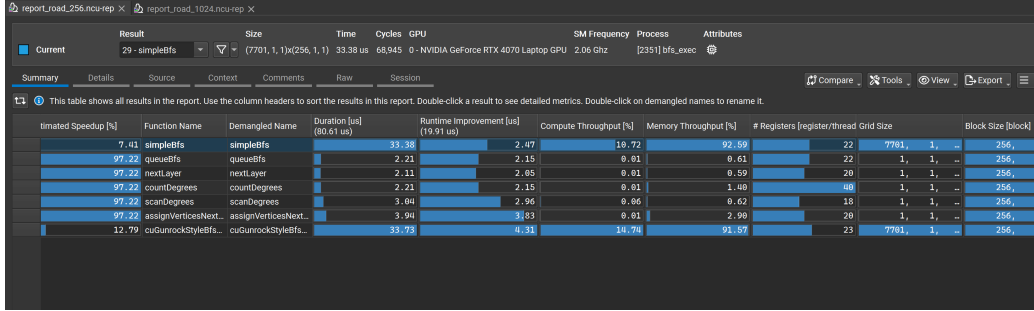 report_road_256.ncu-rep × report_road_1024.ncu-rep ×
Result Size Time Cycles GPU SM Frequency Process Attributes
Current 29 - simpleBfs (7701, 1, 1)x(256, 1, 1) 33.38 us 68,945 0 - NVIDIA GeForce RTX 4070 Laptop GPU 2.06 Ghz [2351] bfs_exec
Summary Details Source Context Comments Raw Session Compare Tools View Export
This table shows all results in the report. Use the column headers to sort the results in this report. Double-click a result to see detailed metrics. Double-click on demangled names to rename it.
timated Speedup [%] Function Name Demangled Name Duration [us] (80.61 us) Runtime Improvement [us] (19.91 us) Compute Throughput [%] Memory Throughput [%] # Registers [register/thread Grid Size Block Size [block]
7.41 simpleBfs simpleBfs 33.38 2.47 10.72 92.59 22 7701, 1, … 256,
97.22 queueBfs queueBfs 2.21 2.15 0.01 0.61 22 1, 1, … 256,
97.22 nextLayer nextLayer 2.11 2.05 0.01 0.59 20 1, 1, … 256,
97.22 countDegrees countDegrees 2.21 2.15 0.01 1.40 40 1, 1, … 256,
97.22 scanDegrees scanDegrees 3.04 2.96 0.06 0.62 18 1, 1, … 256,
97.22 assignVerticesNext… assignVerticesNext… 3.94 3.83 0.01 2.90 20 1, 1, … 256,
12.79 cuGunrockStyleBfs… cuGunrockStyleBfs… 33.73 4.31 14.74 91.57 23 7701, 1, … 256,